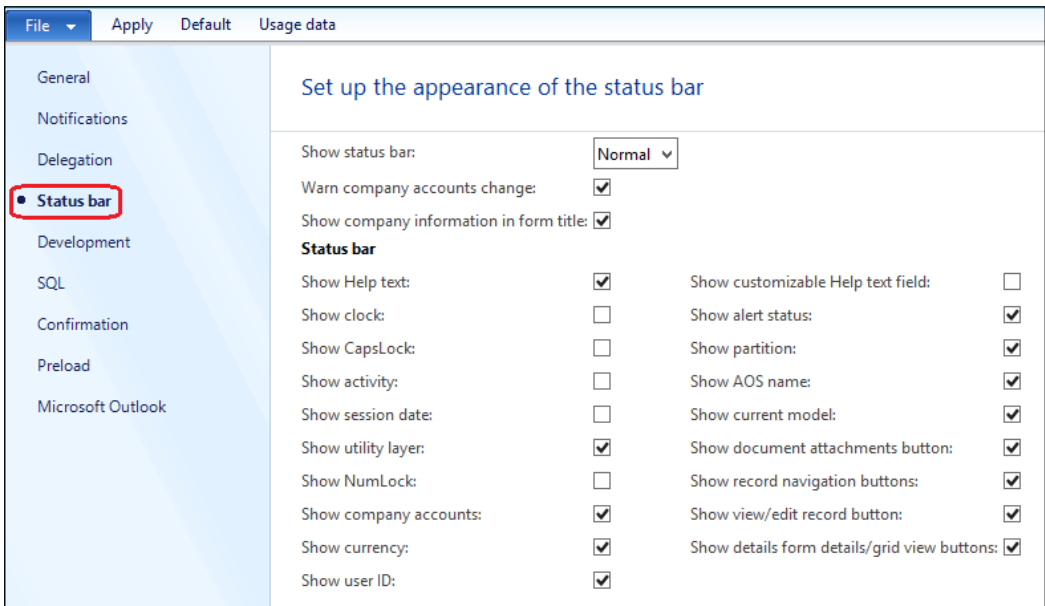 File Apply Default Usage data
General
Notifications
Delegation
Status bar
Development
SQL
Confirmation
Preload
Microsoft Outlook
Set up the appearance of the status bar
Show status bar: Normal
Warn company accounts change:
Show company information in form title:
Status bar
Show Help text:
Show clock:
Show CapsLock:
Show activity:
Show session date:
Show utility layer:
Show NumLock:
Show company accounts:
Show currency:
Show user ID:
Show customizable Help text field:
Show alert status:
Show partition:
Show AOS name:
Show current model:
Show document attachments button:
Show record navigation buttons:
Show view/edit record button:
Show details form details/grid view buttons: